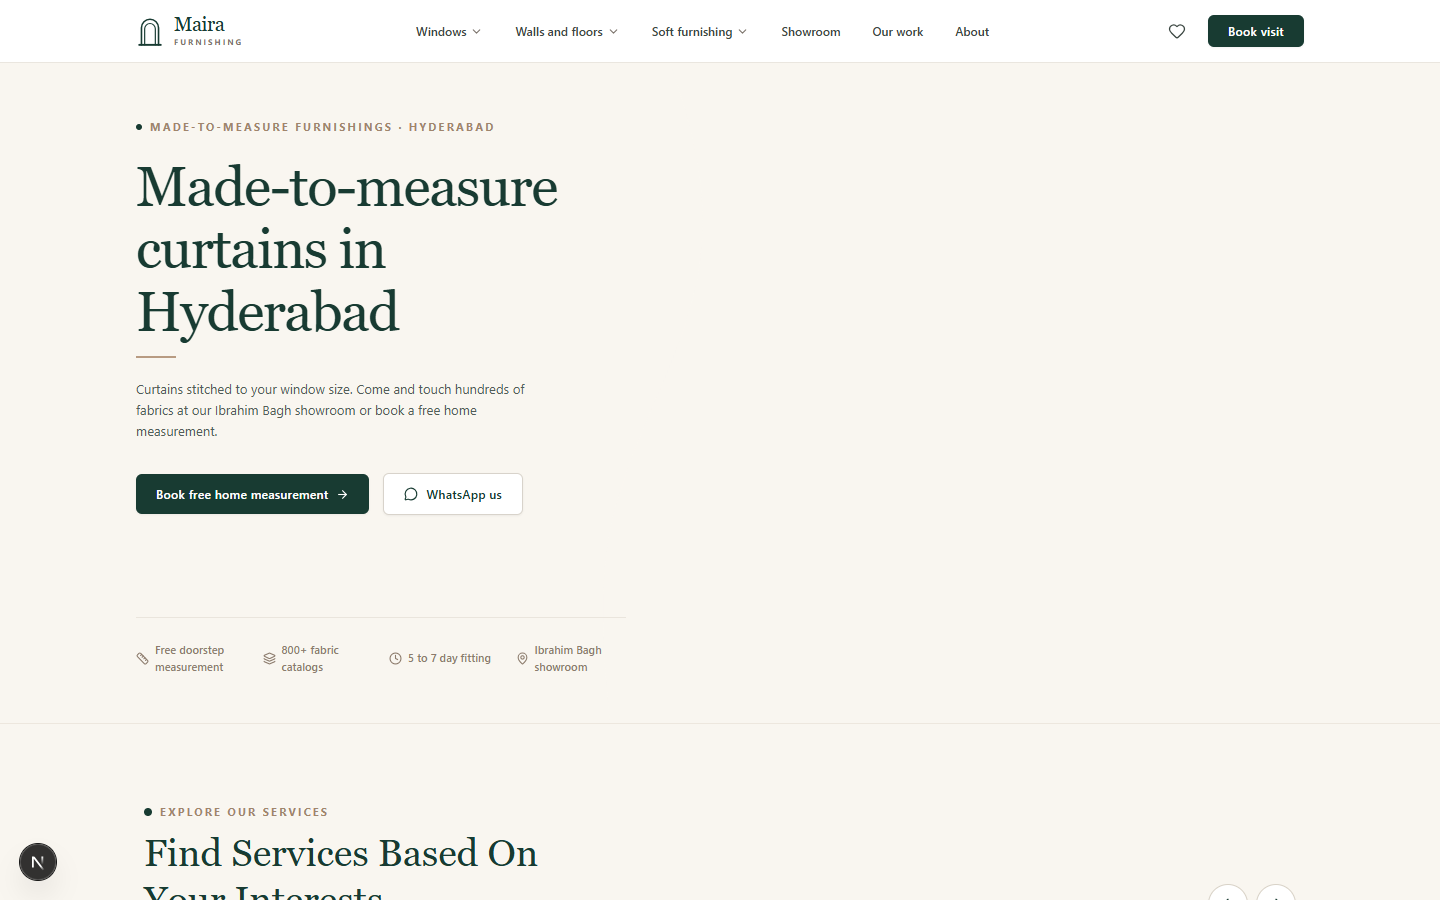 Maira
FURNISHING
Windows
Walls and floors
Soft furnishing
Showroom
Our work
About
Book visit
MADE-TO-MEASURE FURNISHINGS · HYDERABAD
Made-to-measure
curtains in
Hyderabad
Curtains stitched to your window size. Come and touch hundreds of
fabrics at our Ibrahim Bagh showroom or book a free home
measurement.
Book free home measurement →
WhatsApp us
Free doorstep
measurement
800+ fabric
catalogs
5 to 7 day fitting
Ibrahim Bagh
showroom
EXPLORE OUR SERVICES
Find Services Based On
Your Interests
N